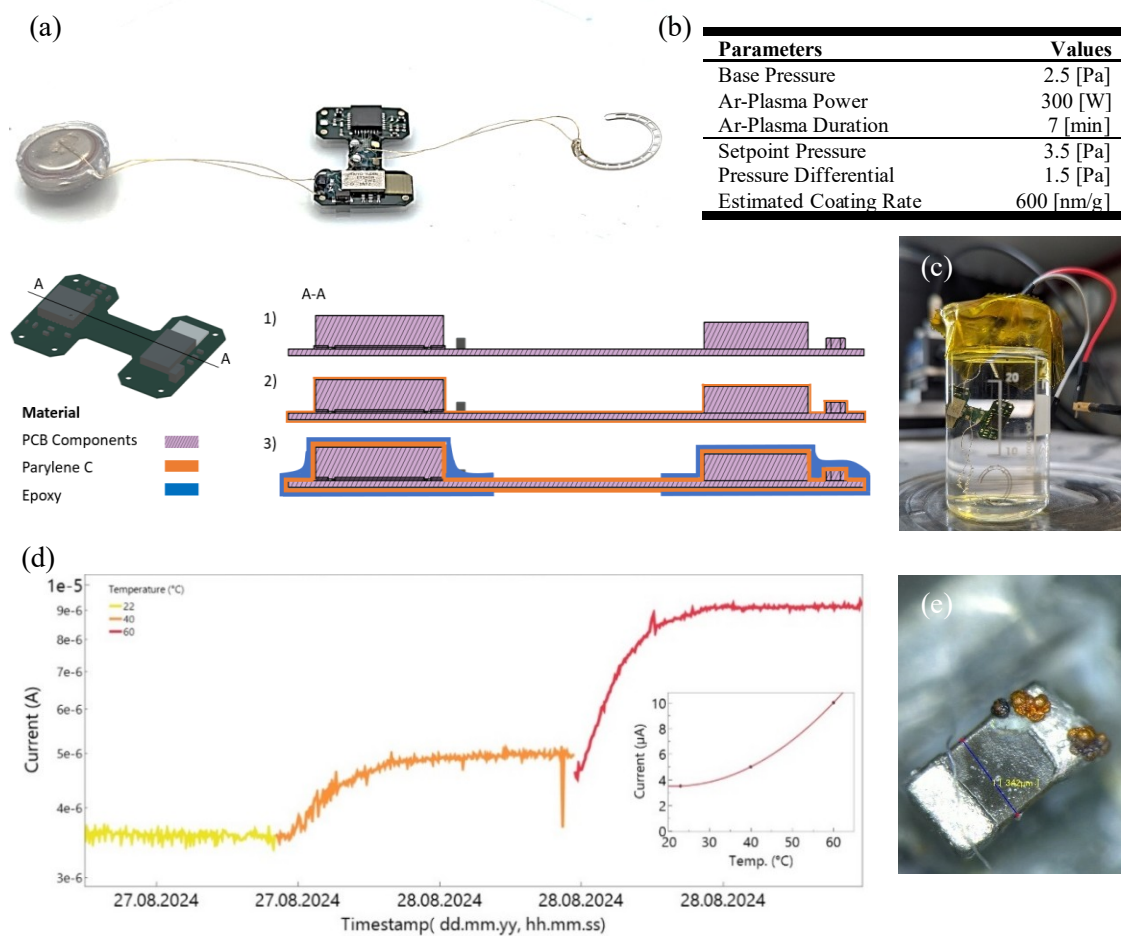 (a)
(b)
Parameters Values
Base Pressure 2.5 [Pa]
Ar-Plasma Power 300 [W]
Ar-Plasma Duration 7 [min]
Setpoint Pressure 3.5 [Pa]
Pressure Differential 1.5 [Pa]
Estimated Coating Rate 600 [nm/g]
A
A
A-A
1)
2)
3)
Material
PCB Components
Parylene C
Epoxy
(c)
20
10
(d)
Temperature (°C)
22
40
60
1e-5
9e-6
8e-6
7e-6
6e-6
5e-6
4e-6
3e-6
Current (A)
27.08.2024 27.08.2024 28.08.2024 28.08.2024 28.08.2024
Timestamp( dd.mm.yy, hh.mm.ss)
10
8
6
4
2
0
Current (µA)
20 30 40 50 60
Temp. (°C)
(e)